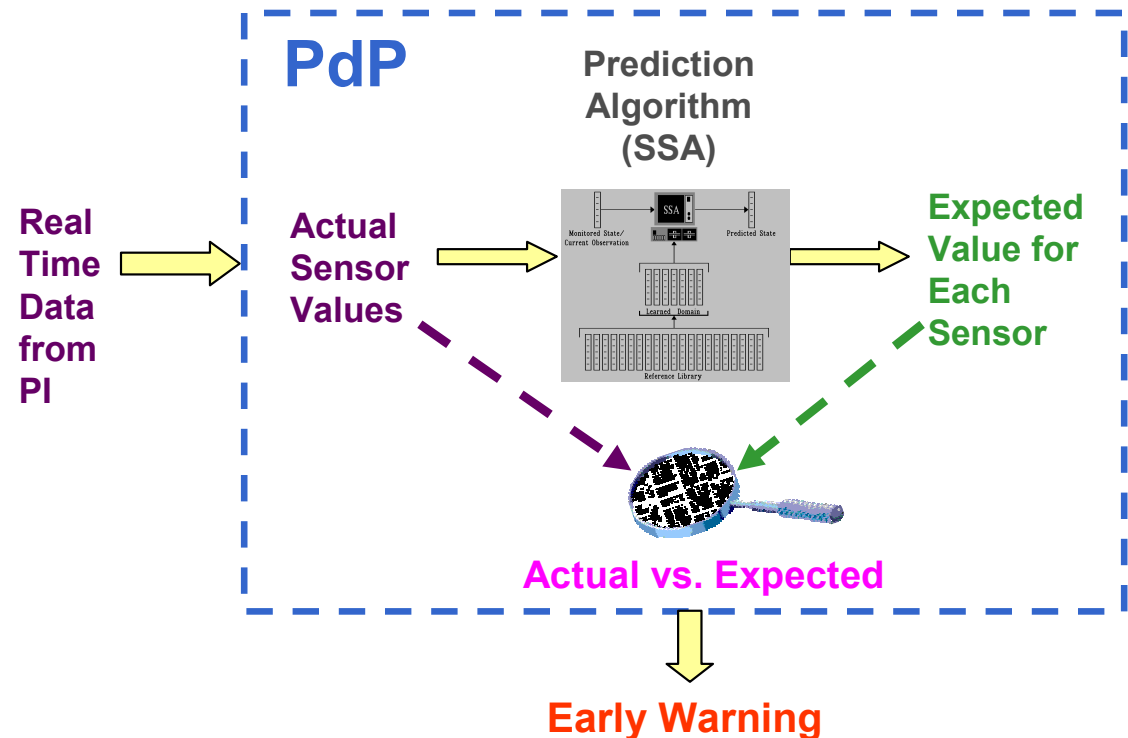 PdP
Prediction
Algorithm
(SSA)
Real
Time
Data
from
PI
Actual
Sensor
Values
SSA
Monitored State/
Current Observation
Predicted State
Learned Domain
Reference Library
Expected
Value for
Each
Sensor
Actual vs. Expected
Early Warning